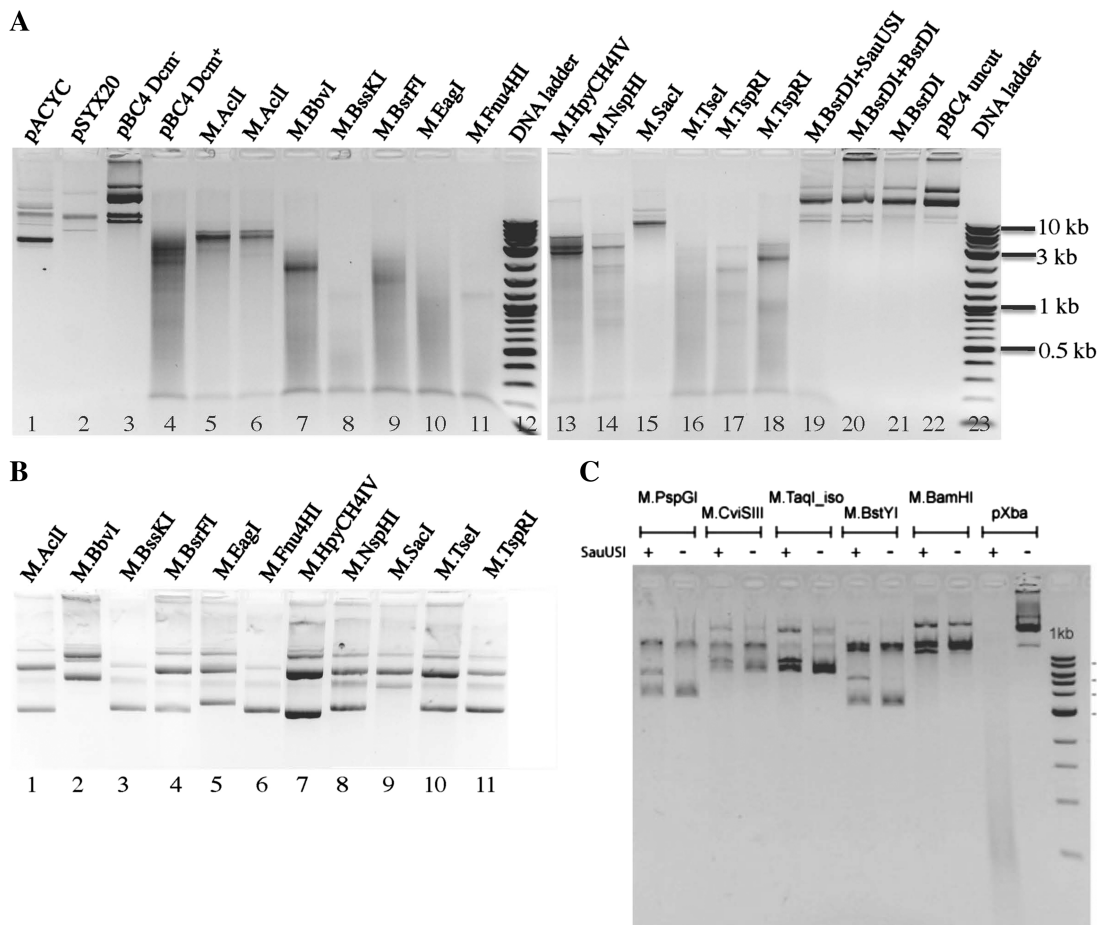 A
pACYC
pSYX20
pBC4 Dcm⁻
pBC4 Dcm⁺
M.AclI
M.AclI
M.BbvI
M.BssKI
M.BsrFI
M.EagI
M.Fnu4HI
DNA ladder
M.HpyCH4IV
M.NspHI
M.SacI
M.TseI
M.TspRI
M.TspRI
M.BsrDI+SauUSI
M.BsrDI+BsrDI
M.BsrDI
pBC4 uncut
DNA ladder
10 kb
3 kb
1 kb
0.5 kb
1 2 3 4 5 6 7 8 9 10 11 12 13 14 15 16 17 18 19 20 21 22 23
B
M.AclI
M.BbvI
M.BssKI
M.BsrFI
M.EagI
M.Fnu4HI
M.HpyCH4IV
M.NspHI
M.SacI
M.TseI
M.TspRI
1 2 3 4 5 6 7 8 9 10 11
C
M.PspGI
M.CviSIII
M.TaqI_iso
M.BstYI
M.BamHI
pXba
SauUSI + - + - + - + - + - + -
1kb